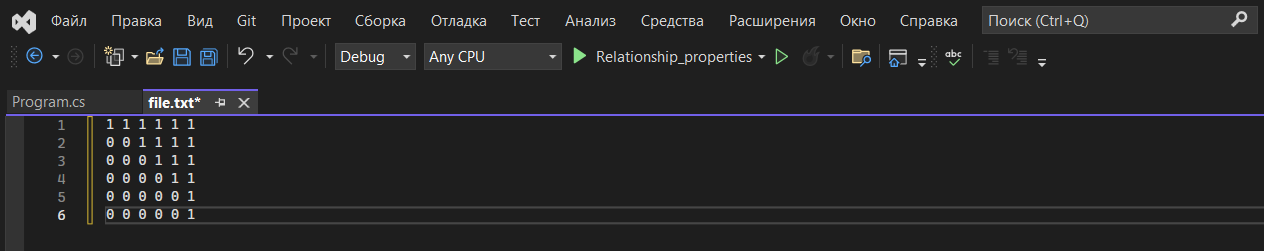 Файл Правка Вид Git Проект Сборка Отладка Тест Анализ Средства Расширения Окно Справка Поиск (Ctrl+Q)
Debug Any CPU Relationship_properties abc
Program.cs file.txt*
1 1 1 1 1 1 1
2 0 0 1 1 1 1
3 0 0 0 1 1 1
4 0 0 0 0 1 1
5 0 0 0 0 0 1
6 0 0 0 0 0 1